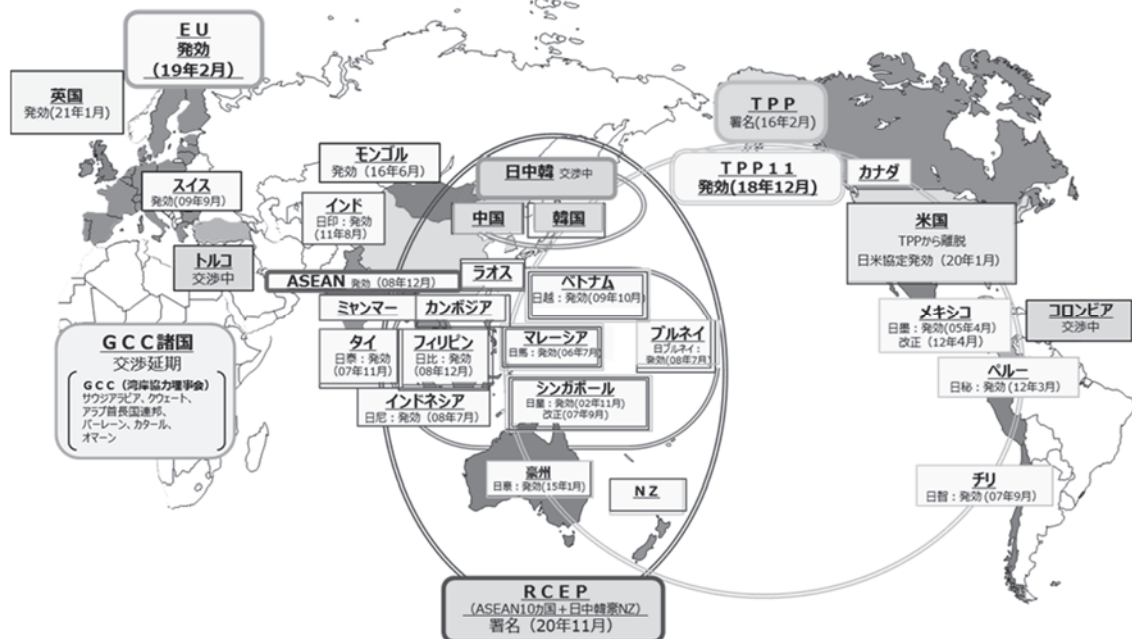 EU
発効
（19年2月）
英国
発効(21年1月)
スイス
発効(09年9月)
トルコ
交渉中
GCC諸国
交渉延期
GCC（湾岸協力理事会）
サウジアラビア、クウェート、
アラブ首長国連邦、
バーレーン、カタール、
オマーン
モンゴル
発効（16年6月）
インド
日印：発効
（11年8月）
日中韓 交渉中
中国
韓国
ASEAN 発効（08年12月）
ラオス
ミャンマー
カンボジア
ベトナム
日越：発効(09年10月)
タイ
日泰：発効
（07年11月）
フィリピン
日比：発効
（08年12月）
マレーシア
日馬：発効(06年7月)
ブルネイ
日ブルネイ：
発効(08年7月)
シンガポール
日星：発効(02年11月)
改正(07年9月)
インドネシア
日尼：発効（08年7月）
豪州
日豪：発効(15年1月)
NZ
RCEP
（ASEAN10カ国＋日中韓豪NZ）
署名（20年11月）
TPP
署名(16年2月)
TPP11
発効(18年12月)
カナダ
米国
TPPから離脱
日米協定発効（20年1月）
メキシコ
日墨：発効(05年4月)
改正（12年4月）
コロンビア
交渉中
ペルー
日秘：発効(12年3月)
チリ
日智：発効(07年9月)